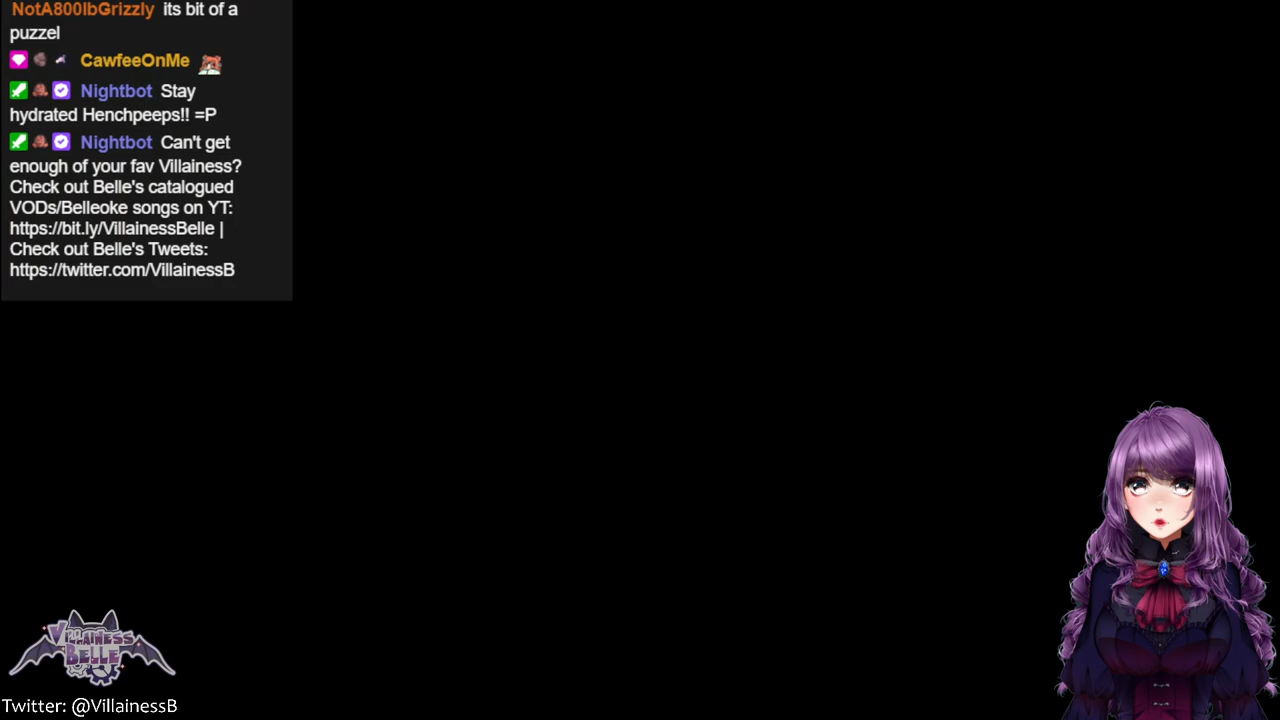 NotA800lbGrizzly its bit of a
puzzel
CawfeeOnMe
Nightbot Stay
hydrated Henchpeeps!! =P
Nightbot Can't get
enough of your fav Villainess?
Check out Belle's catalogued
VODs/Belleoke songs on YT:
https://bit.ly/VillainessBelle |
Check out Belle's Tweets:
https://twitter.com/VillainessB
VILLAINESS
BELLE
Twitter: @VillainessB